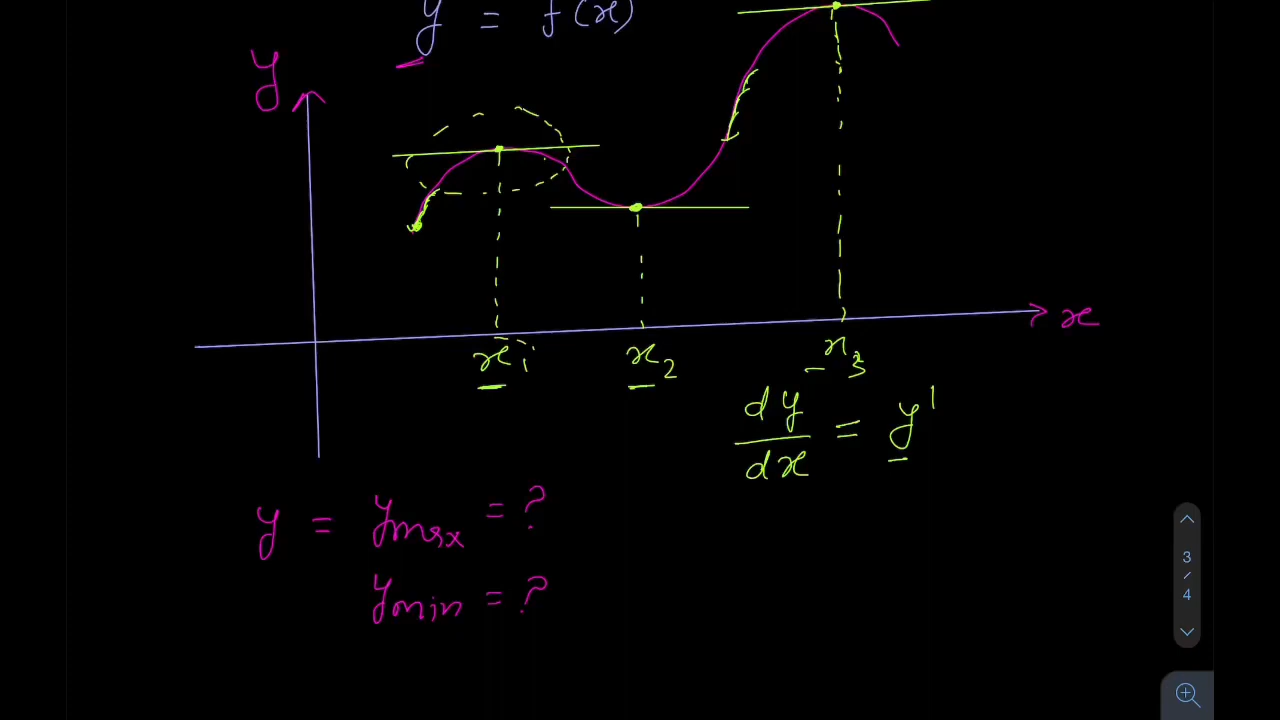 y = f(x)
y
x
x1 x2 x3
dy/dx = y'
y = ymax = ?
ymin = ?
3
4